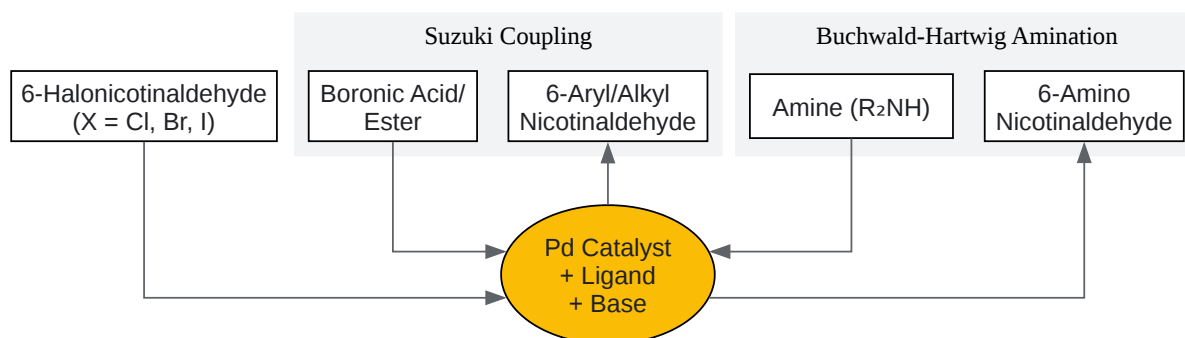 Suzuki Coupling
Buchwald-Hartwig Amination
6-Halonicotinaldehyde
(X = Cl, Br, I)
Boronic Acid/
Ester
6-Aryl/Alkyl
Nicotinaldehyde
Amine (R₂NH)
6-Amino
Nicotinaldehyde
Pd Catalyst
+ Ligand
+ Base